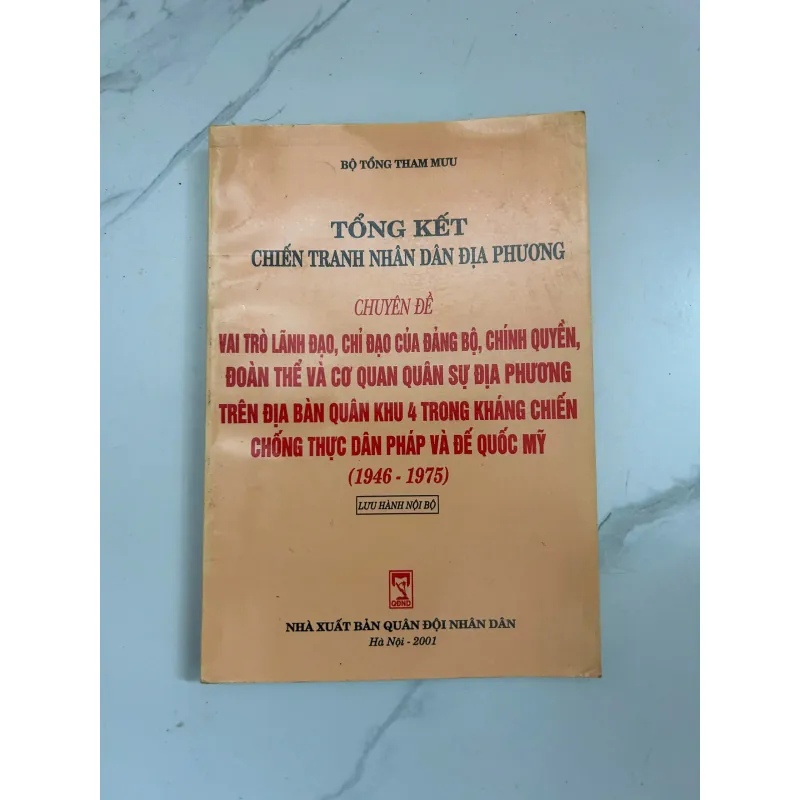 BỘ TỔNG THAM MƯU
TỔNG KẾT
CHIẾN TRANH NHÂN DÂN ĐỊA PHƯƠNG
CHUYÊN ĐỀ
VAI TRÒ LÃNH ĐẠO, CHỈ ĐẠO CỦA ĐẢNG BỘ, CHÍNH QUYỀN,
ĐOÀN THỂ VÀ CƠ QUAN QUÂN SỰ ĐỊA PHƯƠNG
TRÊN ĐỊA BÀN QUÂN KHU 4 TRONG KHÁNG CHIẾN
CHỐNG THỰC DÂN PHÁP VÀ ĐẾ QUỐC MỸ
(1946 - 1975)
LƯU HÀNH NỘI BỘ
QĐND
NHÀ XUẤT BẢN QUÂN ĐỘI NHÂN DÂN
Hà Nội - 2001